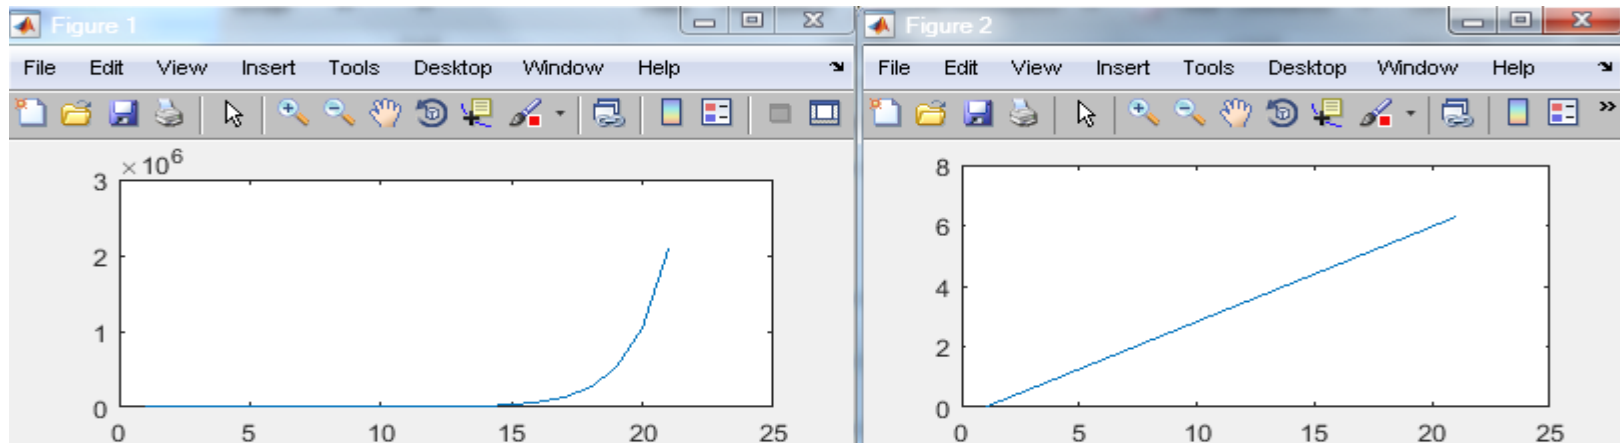 Figure 1
File Edit View Insert Tools Desktop Window Help
×10^6
3
2
1
0
0 5 10 15 20 25
Figure 2
File Edit View Insert Tools Desktop Window Help
»
8
6
4
2
0
0 5 10 15 20 25